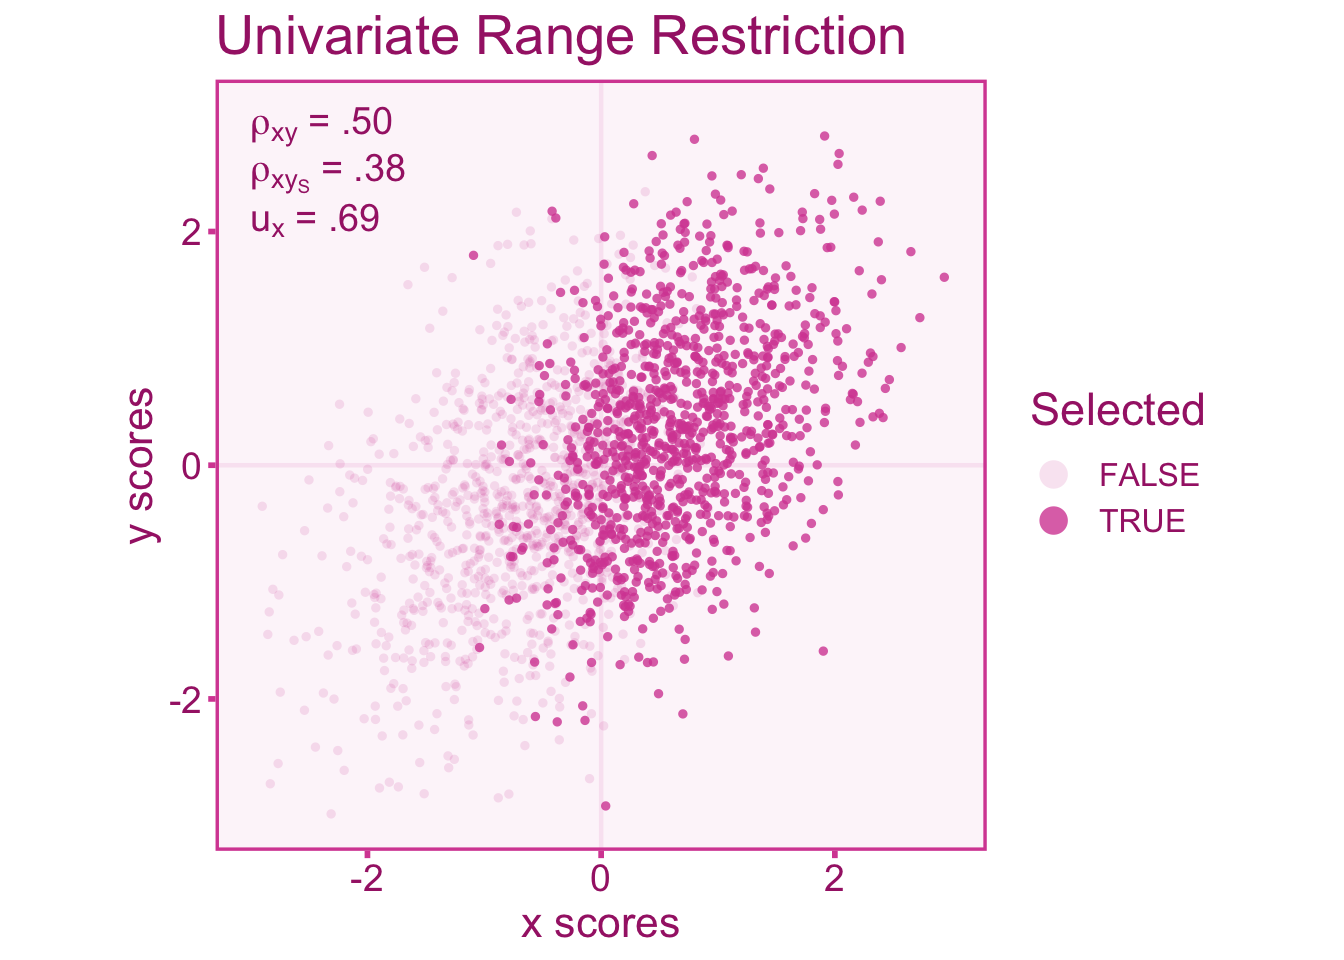 Univariate Range Restriction
ρxy = .50
ρxyS = .38
ux = .69
2
0
-2
y scores
-2
0
2
x scores
Selected
FALSE
TRUE